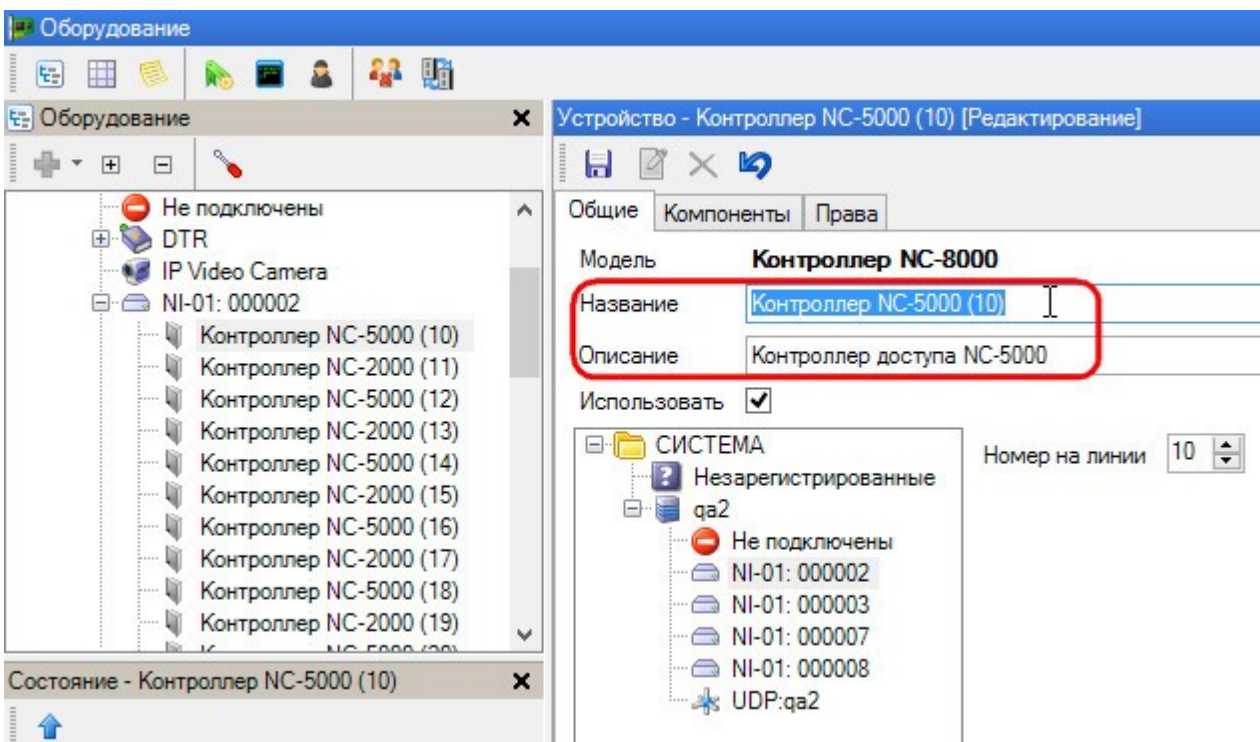 Оборудование
Оборудование
Не подключены
DTR
IP Video Camera
NI-01: 000002
Контроллер NC-5000 (10)
Контроллер NC-2000 (11)
Контроллер NC-5000 (12)
Контроллер NC-2000 (13)
Контроллер NC-5000 (14)
Контроллер NC-2000 (15)
Контроллер NC-5000 (16)
Контроллер NC-2000 (17)
Контроллер NC-5000 (18)
Контроллер NC-2000 (19)
Состояние - Контроллер NC-5000 (10)
Устройство - Контроллер NC-5000 (10) [Редактирование]
Общие Компоненты Права
Модель Контроллер NC-8000
Название Контроллер NC-5000 (10)
Описание Контроллер доступа NC-5000
Использовать
СИСТЕМА
Незарегистрированные
qa2
Не подключены
NI-01: 000002
NI-01: 000003
NI-01: 000007
NI-01: 000008
UDP:qa2
Номер на линии 10